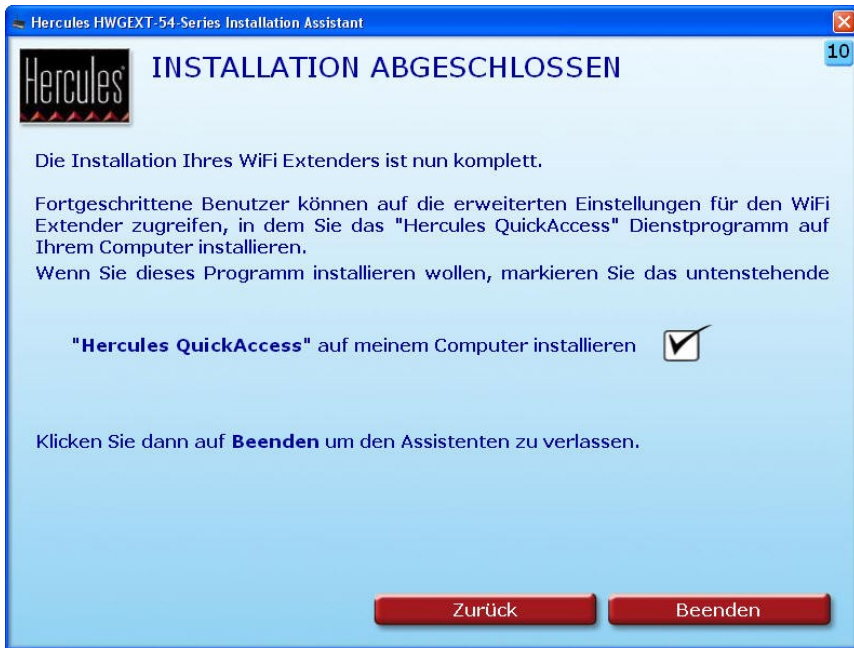 Hercules HWGEXT-54-Series Installation Assistant
10
Hercules
INSTALLATION ABGESCHLOSSEN
Die Installation Ihres WiFi Extenders ist nun komplett.
Fortgeschrittene Benutzer können auf die erweiterten Einstellungen für den WiFi
Extender zugreifen, in dem Sie das "Hercules QuickAccess" Dienstprogramm auf
Ihrem Computer installieren.
Wenn Sie dieses Programm installieren wollen, markieren Sie das untenstehende
"Hercules QuickAccess" auf meinem Computer installieren
Klicken Sie dann auf Beenden um den Assistenten zu verlassen.
Zurück
Beenden